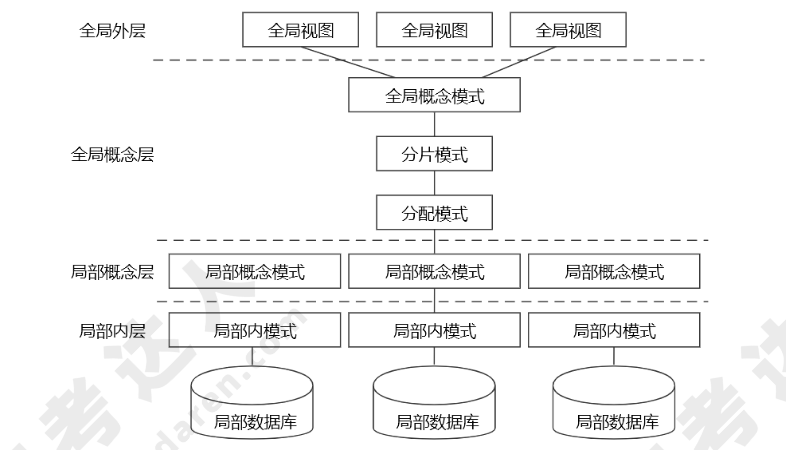 全局外层 全局视图 全局视图 全局视图
全局概念模式
全局概念层 分片模式
分配模式
局部概念层 局部概念模式 局部概念模式 局部概念模式
局部内层 局部内模式 局部内模式 局部内模式
局部数据库 局部数据库 局部数据库